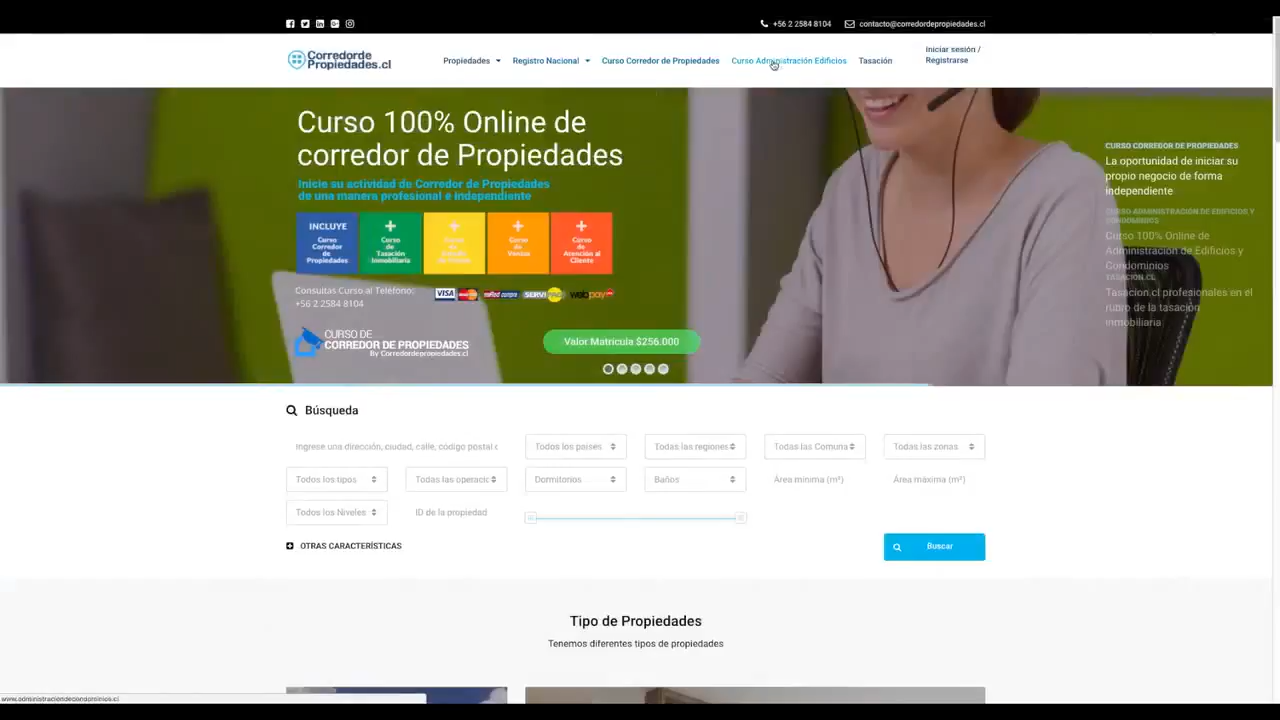 +56 2 2584 8104
contacto@corredordepropiedades.cl
Corredorde
Propiedades.cl
Propiedades
Registro Nacional
Curso Corredor de Propiedades
Curso Administración Edificios
Tasación
Iniciar sesión /
Registrarse
Curso 100% Online de
corredor de Propiedades
Inicie su actividad de Corredor de Propiedades
de una manera profesional e independiente
INCLUYE
Curso
Corredor
de
Propiedades
+
Curso
de
Tasación
Inmobiliaria
+
Curso
de
+
Curso
de
Ventas
+
Curso
de
Atención al
Cliente
Consultas Curso al Teléfono:
+56 2 2584 8104
VISA
SERVIPAG
webpay
CURSO DE
CORREDOR DE PROPIEDADES
By Corredordepropiedades.cl
Valor Matrícula $256.000
CURSO CORREDOR DE PROPIEDADES
La oportunidad de iniciar su
propio negocio de forma
independiente
CURSO ADMINISTRACIÓN DE EDIFICIOS Y
CONDOMINIOS
Curso 100% Online de
Administración de Edificios y
Condominios
TASACION.CL
Tasacion.cl profesionales en el
rubro de la tasación
inmobiliaria
Búsqueda
Ingrese una dirección, ciudad, calle, código postal o
Todos los países
Todas las regiones
Todas las Comuna
Todas las zonas
Todos los tipos
Todas las operacio
Dormitorios
Baños
Área mínima (m²)
Área máxima (m²)
Todos los Niveles
ID de la propiedad
OTRAS CARACTERÍSTICAS
Buscar
Tipo de Propiedades
Tenemos diferentes tipos de propiedades
www.administraciondecondominios.cl